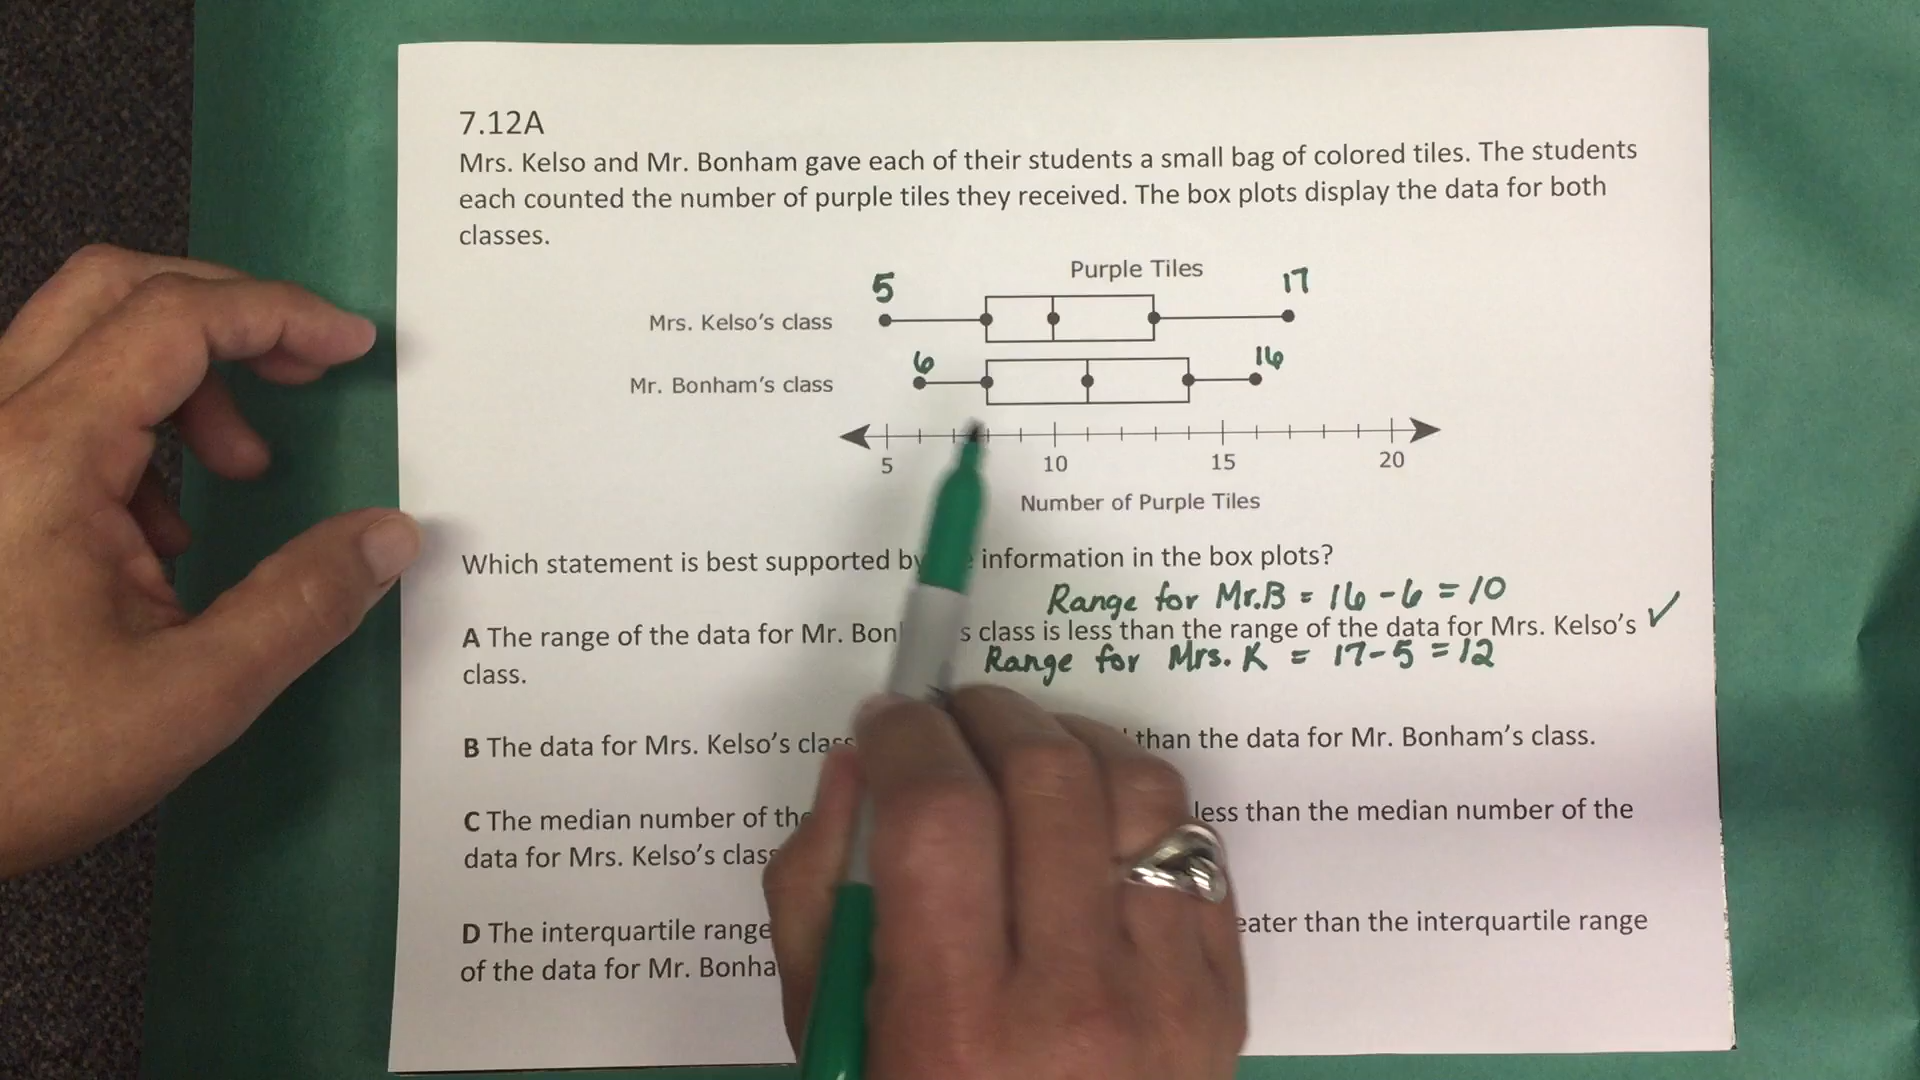 7.12A
Mrs. Kelso and Mr. Bonham gave each of their students a small bag of colored tiles. The students
each counted the number of purple tiles they received. The box plots display the data for both
classes.
Purple Tiles
5 17
Mrs. Kelso's class
6 16
Mr. Bonham's class
5 10 15 20
Number of Purple Tiles
Which statement is best supported by information in the box plots?
Range for Mr.B = 16 - 6 = 10
A The range of the data for Mr. Bon s class is less than the range of the data for Mrs. Kelso's ✓
Range for Mrs. K = 17-5 = 12
class.
B The data for Mrs. Kelso's class than the data for Mr. Bonham's class.
C The median number of the less than the median number of the
data for Mrs. Kelso's class
D The interquartile range eater than the interquartile range
of the data for Mr. Bonha